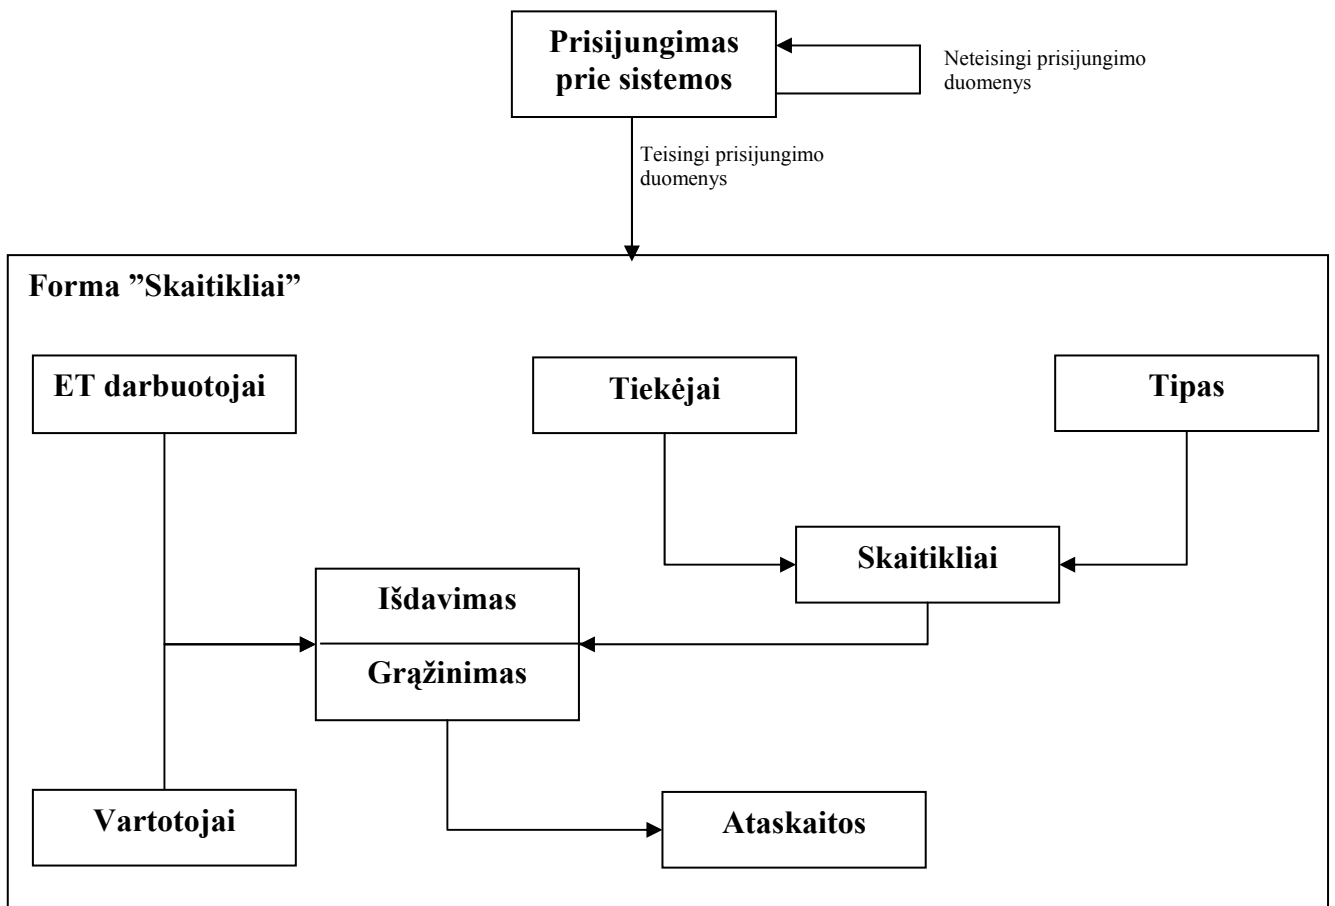 Prisijungimas
prie sistemos
Neteisingi prisijungimo
duomenys
Teisingi prisijungimo
duomenys
Forma ”Skaitikliai”
ET darbuotojai
Tiekėjai
Tipas
Skaitikliai
Išdavimas
Grąžinimas
Vartotojai
Ataskaitos